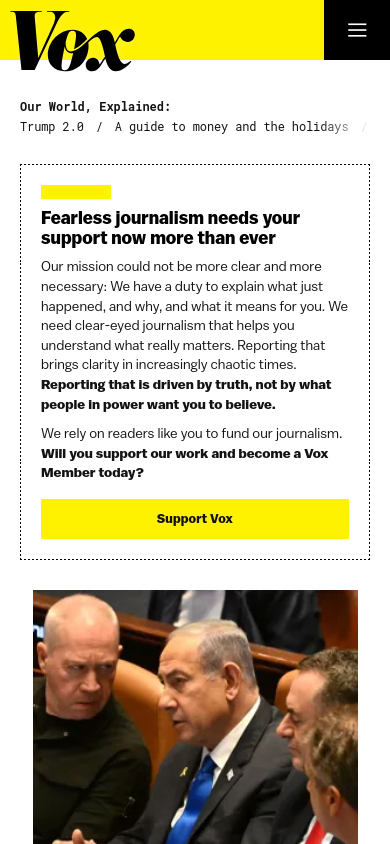 Vox
Our World, Explained:
Trump 2.0 / A guide to money and the holidays /
Fearless journalism needs your
support now more than ever
Our mission could not be more clear and more
necessary: We have a duty to explain what just
happened, and why, and what it means for you. We
need clear-eyed journalism that helps you
understand what really matters. Reporting that
brings clarity in increasingly chaotic times.
Reporting that is driven by truth, not by what
people in power want you to believe.
We rely on readers like you to fund our journalism.
Will you support our work and become a Vox
Member today?
Support Vox